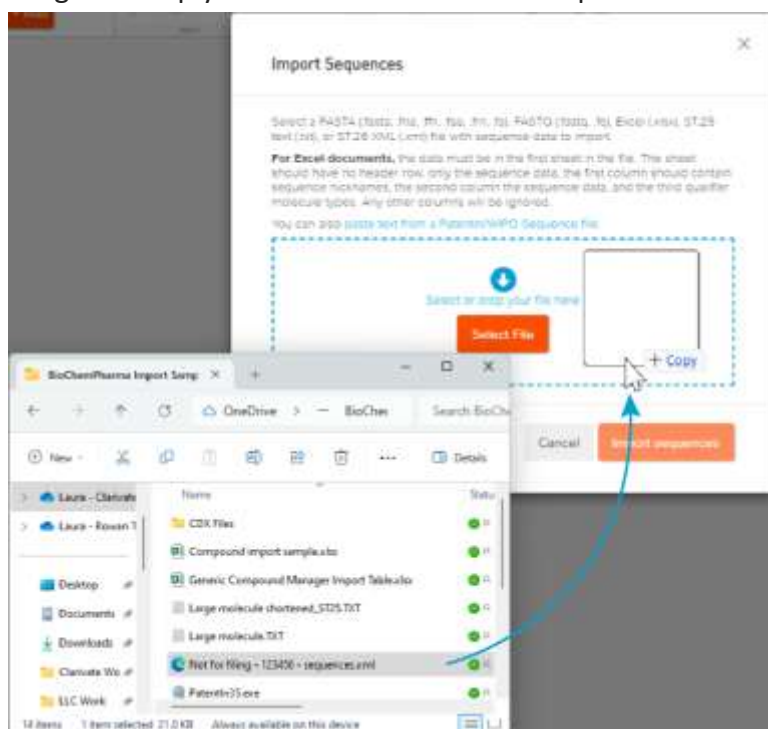 Import Sequences
Select a FASTA (.fasta, .fna, .ffn, .faa, .frn, .fa), FASTQ (.fastq, .fq), Excel (.xlsx), ST.25
text (.txt), or ST.26 XML (.xml) file with sequence data to import.
For Excel documents, the data must be in the first sheet in the file. The sheet
should have no header row, only the sequence data, the first column should contain
sequence nicknames, the second column the sequence data, and the third qualifier
molecule types. Any other columns will be ignored.
You can also paste text from a PatentIn/WIPO Sequence file
Select or drop your file here
Select File
+ Copy
Cancel
Import sequences
BioChemPharma Import Samp
OneDrive > BioChem
Search BioCh
New
Details
Name
Statu
Laura - Clarivate
Laura - Rowan T
Desktop
Documents
Downloads
Clarivate Wo
LLC Work
CDX Files
Compound import sample.xlsx
Generic Compound Manager Import Table.xlsx
Large molecule shortened_ST25.TXT
Large molecule.TXT
Not for filing - 123456 - sequences.xml
PatentIn35.exe
14 items
1 item selected 21.0 KB
Always available on this device